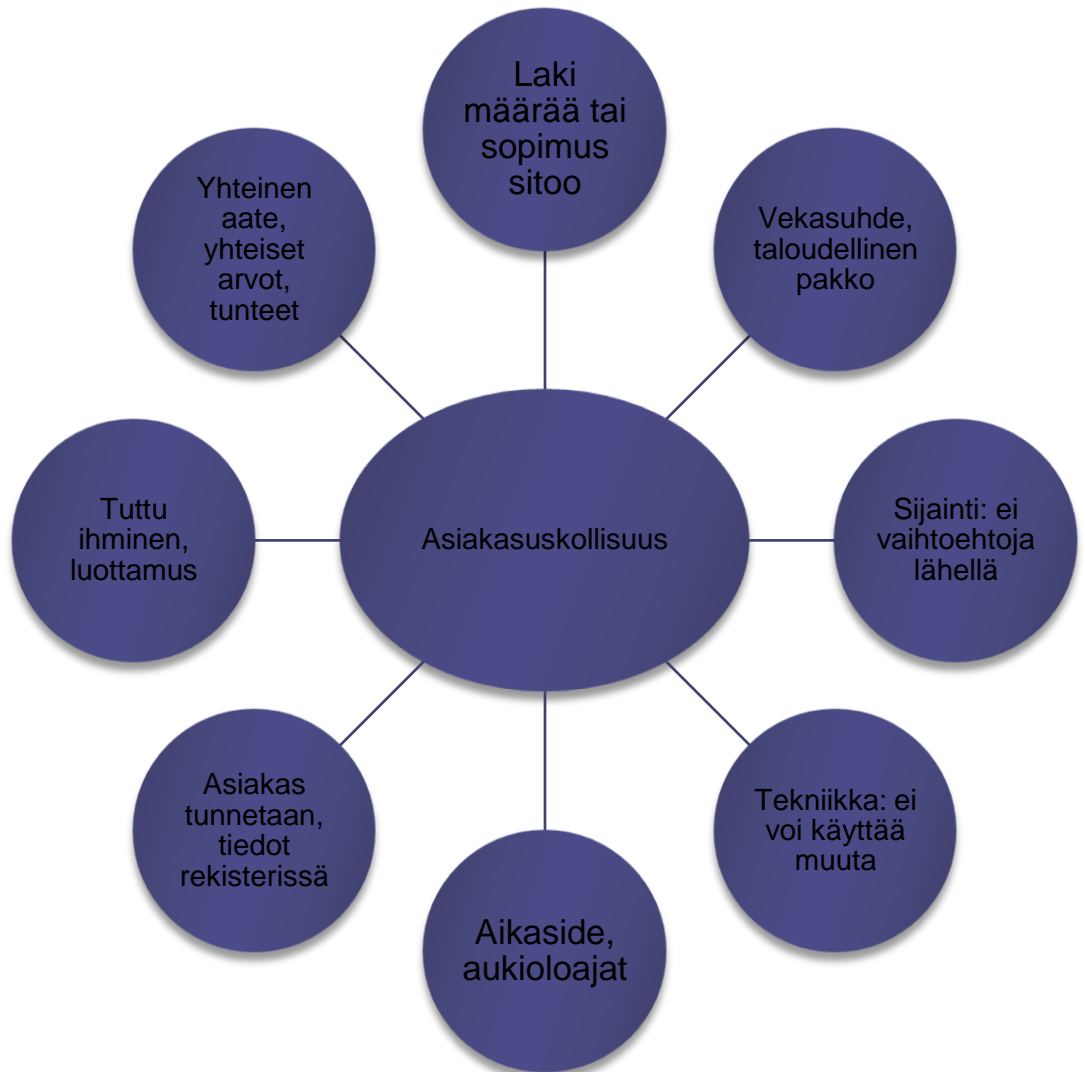 Laki
määrää tai
sopimus
sitoo
Vekasuhde,
taloudellinen
pakko
Sijainti: ei
vaihtoehtoja
lähellä
Tekniikka: ei
voi käyttää
muuta
Aikaside,
aukioloajat
Asiakas
tunnetaan,
tiedot
rekisterissä
Tuttu
ihminen,
luottamus
Yhteinen
aate,
yhteiset
arvot,
tunteet
Asiakasuskollisuus